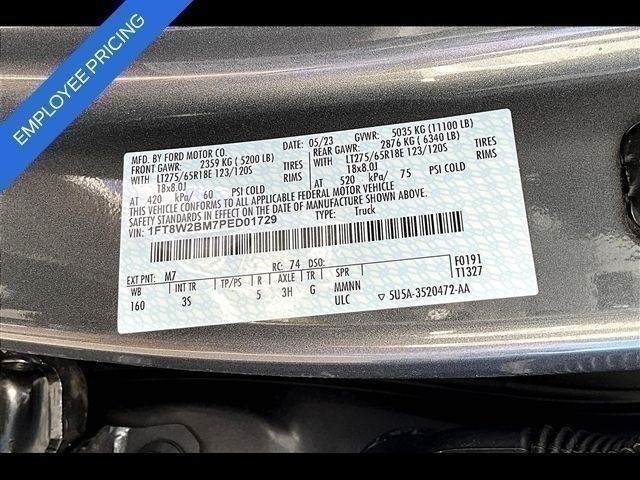 EMPLOYEE PRICING
MFD. BY FORD MOTOR CO.
DATE: 05/23 GVWR: 5035 KG (11100 LB)
FRONT GAWR: 2359 KG (5200 LB) REAR GAWR: 2876 KG (6340 LB)
WITH LT275/65R18E 123/120S TIRES WITH LT275/65R18E 123/120S TIRES
18x8.0J RIMS 18x8.0J RIMS
AT 420 kPa/ 60 PSI COLD AT 520 kPa/ 75 PSI COLD
THIS VEHICLE CONFORMS TO ALL APPLICABLE FEDERAL MOTOR VEHICLE
SAFETY STANDARDS IN EFFECT ON THE DATE OF MANUFACTURE SHOWN ABOVE.
VIN: 1FT8W2BM7PED01729 TYPE: Truck
F0191
T1327
EXT PNT: M7 RC: 74 DSO:
WB INT TR TP/PS R AXLE TR SPR
160 3S 5 3H G MMNN
ULC ▽ 5U5A-3520472-AA